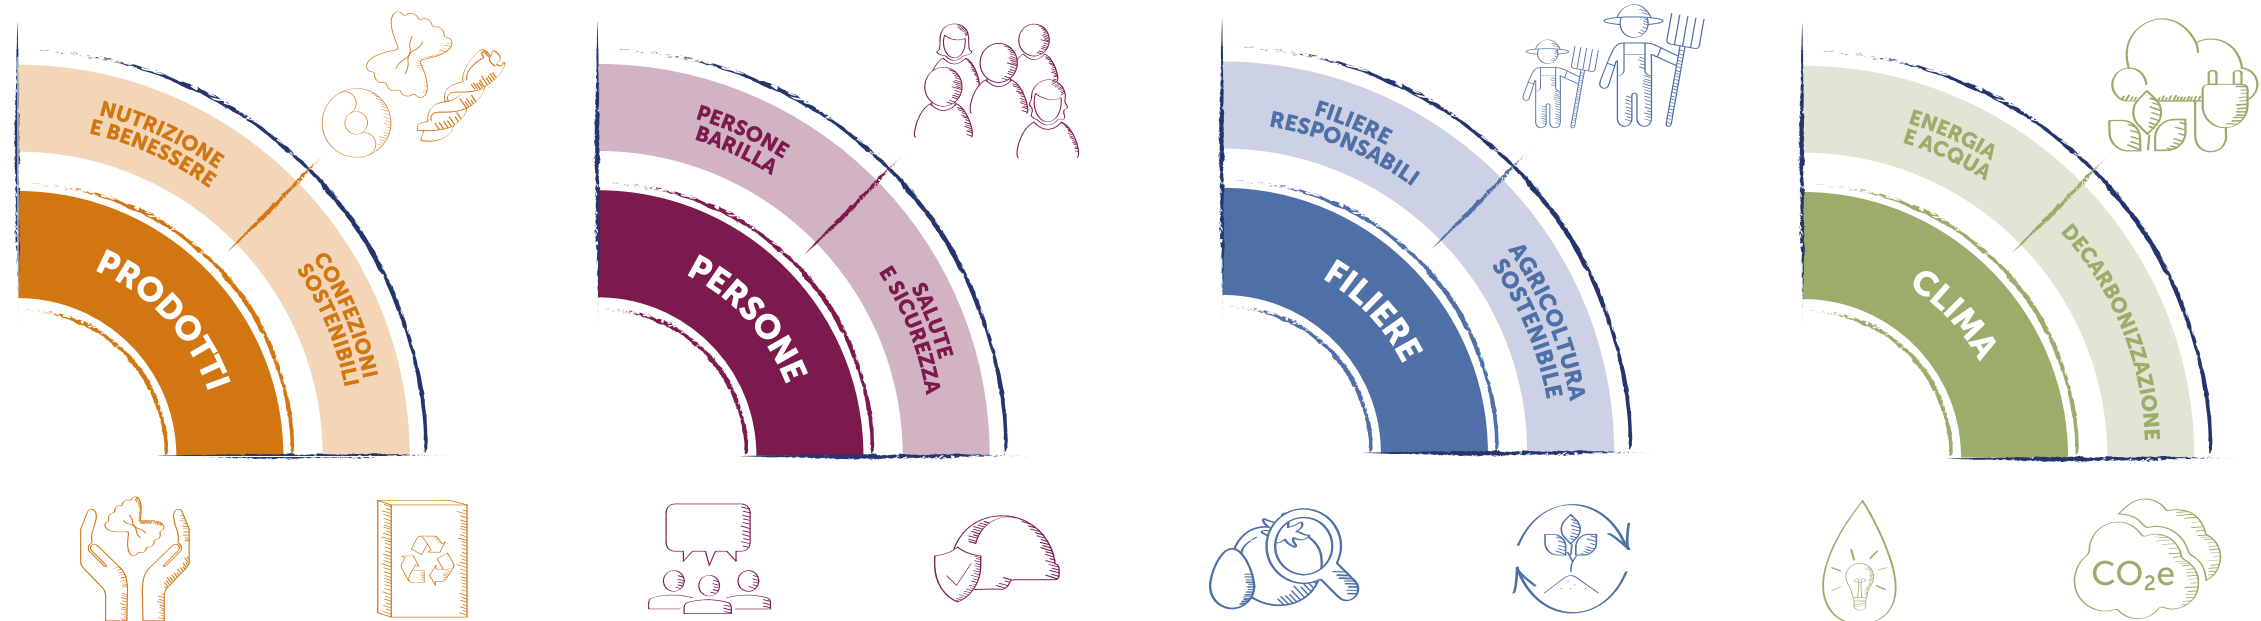 NUTRIZIONE
E BENESSERE
CONFEZIONI
SOSTENIBILI
PRODOTTI
PERSONE
BARILLA
SALUTE
E SICUREZZA
PERSONE
FILIERE
RESPONSABILI
AGRICOLTURA
SOSTENIBILE
FILIERE
ENERGIA
E ACQUA
DECARBONIZZAZIONE
CLIMA
CO₂e